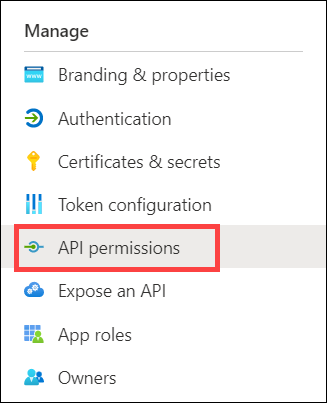 Manage
Branding & properties
Authentication
Certificates & secrets
Token configuration
API permissions
Expose an API
App roles
Owners